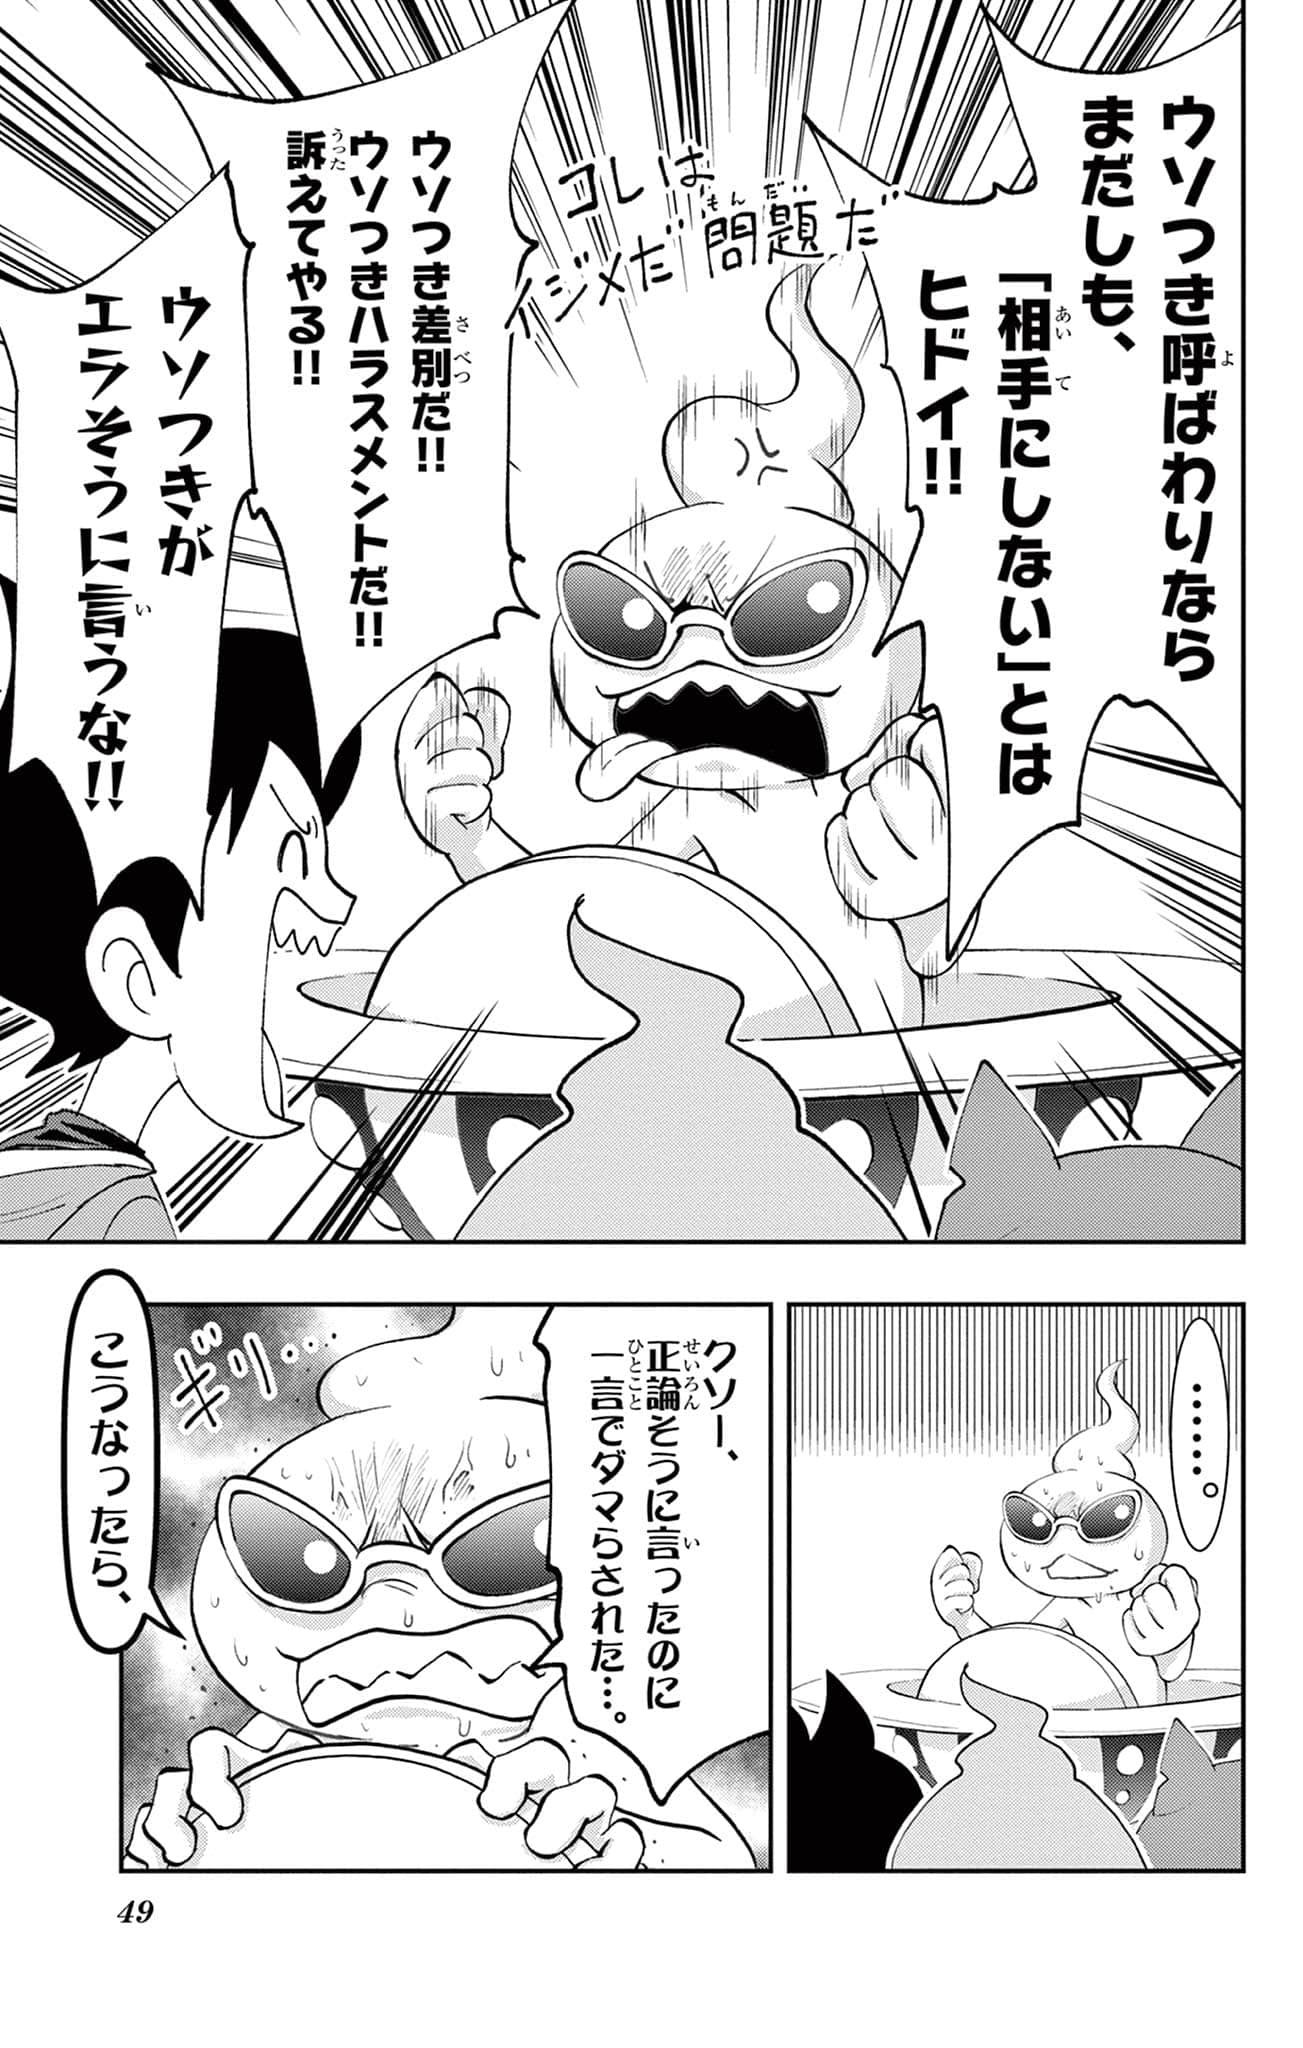 ウソつき呼ばわりなら
まだしも、
「相手にしない」とは
ヒドイ!!
コレは
イジメだ
問題だ
ウソつき差別だ!!
ウソつきハラスメントだ!!
訴えてやる!!
ウソつきが
エラそうに言うな!!
………。
クソー、
正論そうに言ったのに
一言でダマらされた…。
ギリ…
こうなったら、
49